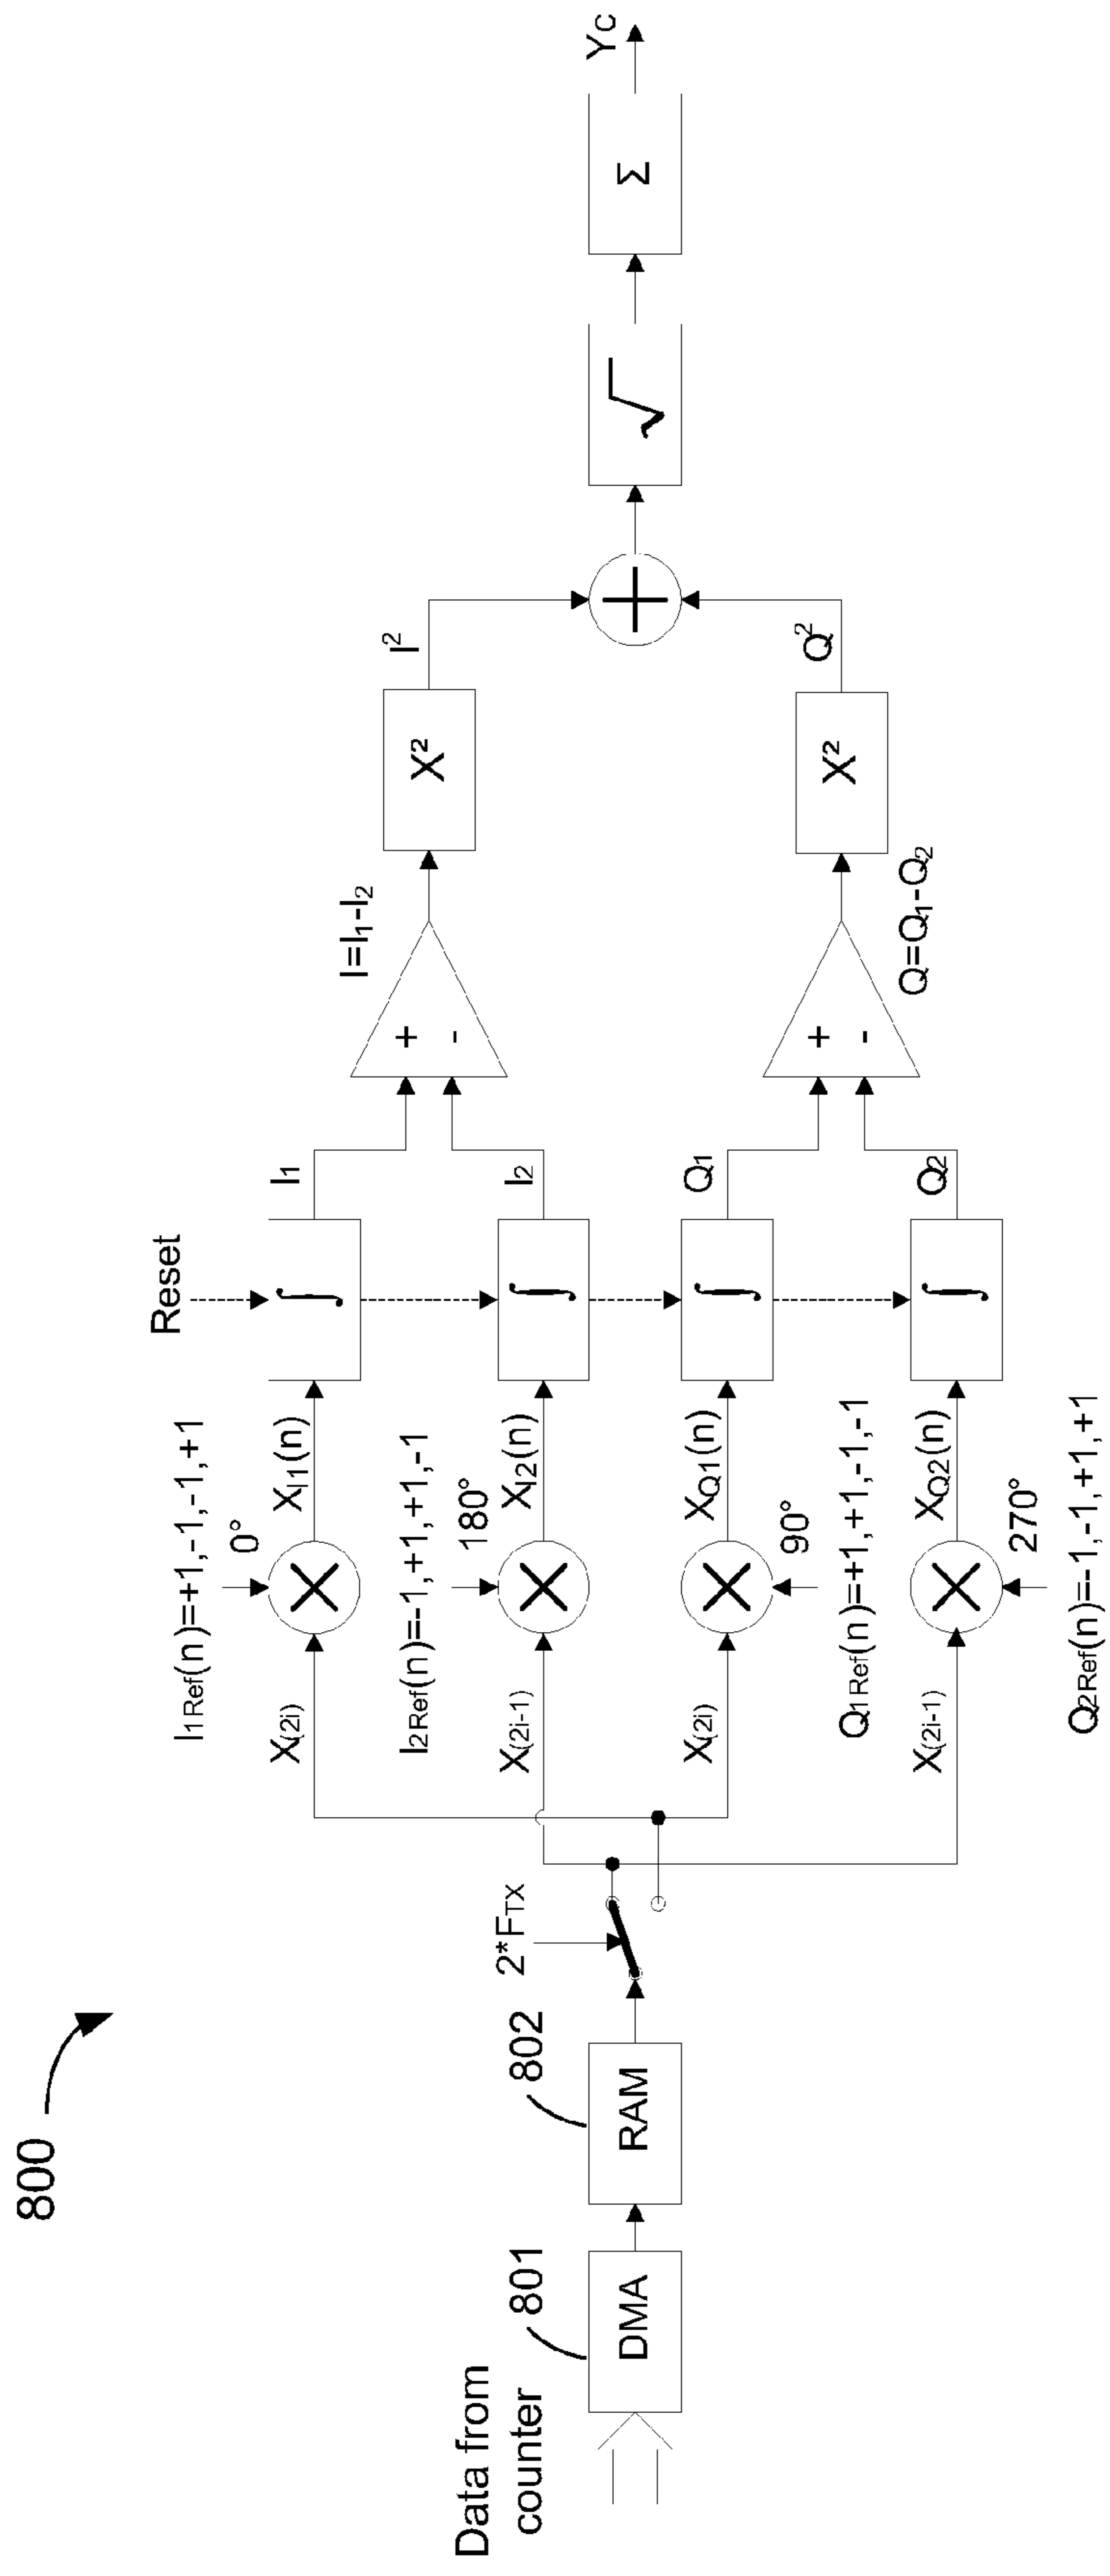 800
Data from
counter
801
DMA
802
RAM
2*FTX
X(2i)
X(2i-1)
X(2i)
X(2i-1)
I1Ref(n)=+1,-1,-1,+1
0°
I2Ref(n)=-1,+1,+1,-1
180°
90°
Q1Ref(n)=+1,+1,-1,-1
270°
Q2Ref(n)=-1,-1,+1,+1
XI1(n)
XI2(n)
XQ1(n)
XQ2(n)
Reset
∫
∫
∫
∫
I1
I2
Q1
Q2
+
-
+
-
I=I1-I2
Q=Q1-Q2
X²
X²
I²
Q²
√
Σ
YC